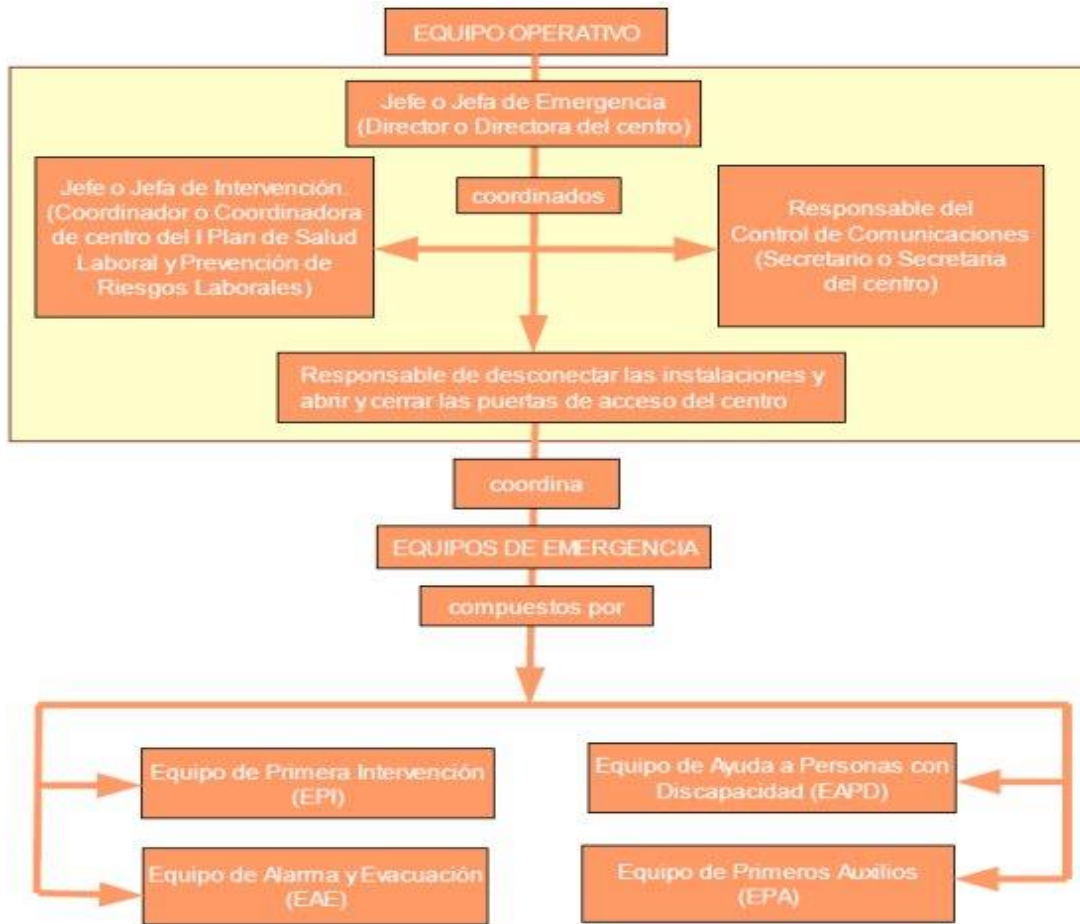 EQUIPO OPERATIVO
Jefe o Jefa de Emergencia
(Director o Directora del centro)
Jefe o Jefa de Intervención
(Coordinador o Coordinadora
de centro del I Plan de Salud
Laboral y Prevención de
Riesgos Laborales)
coordinados
Responsable del
Control de Comunicaciones
(Secretario o Secretaria
del centro)
Responsable de desconectar las instalaciones y
abrir y cerrar las puertas de acceso del centro
coordina
EQUIPOS DE EMERGENCIA
compuestos por
Equipo de Primera Intervención
(EPI)
Equipo de Ayuda a Personas con
Discapacidad (EAPD)
Equipo de Alarma y Evacuación
(EAE)
Equipo de Primeros Auxilios
(EPA)